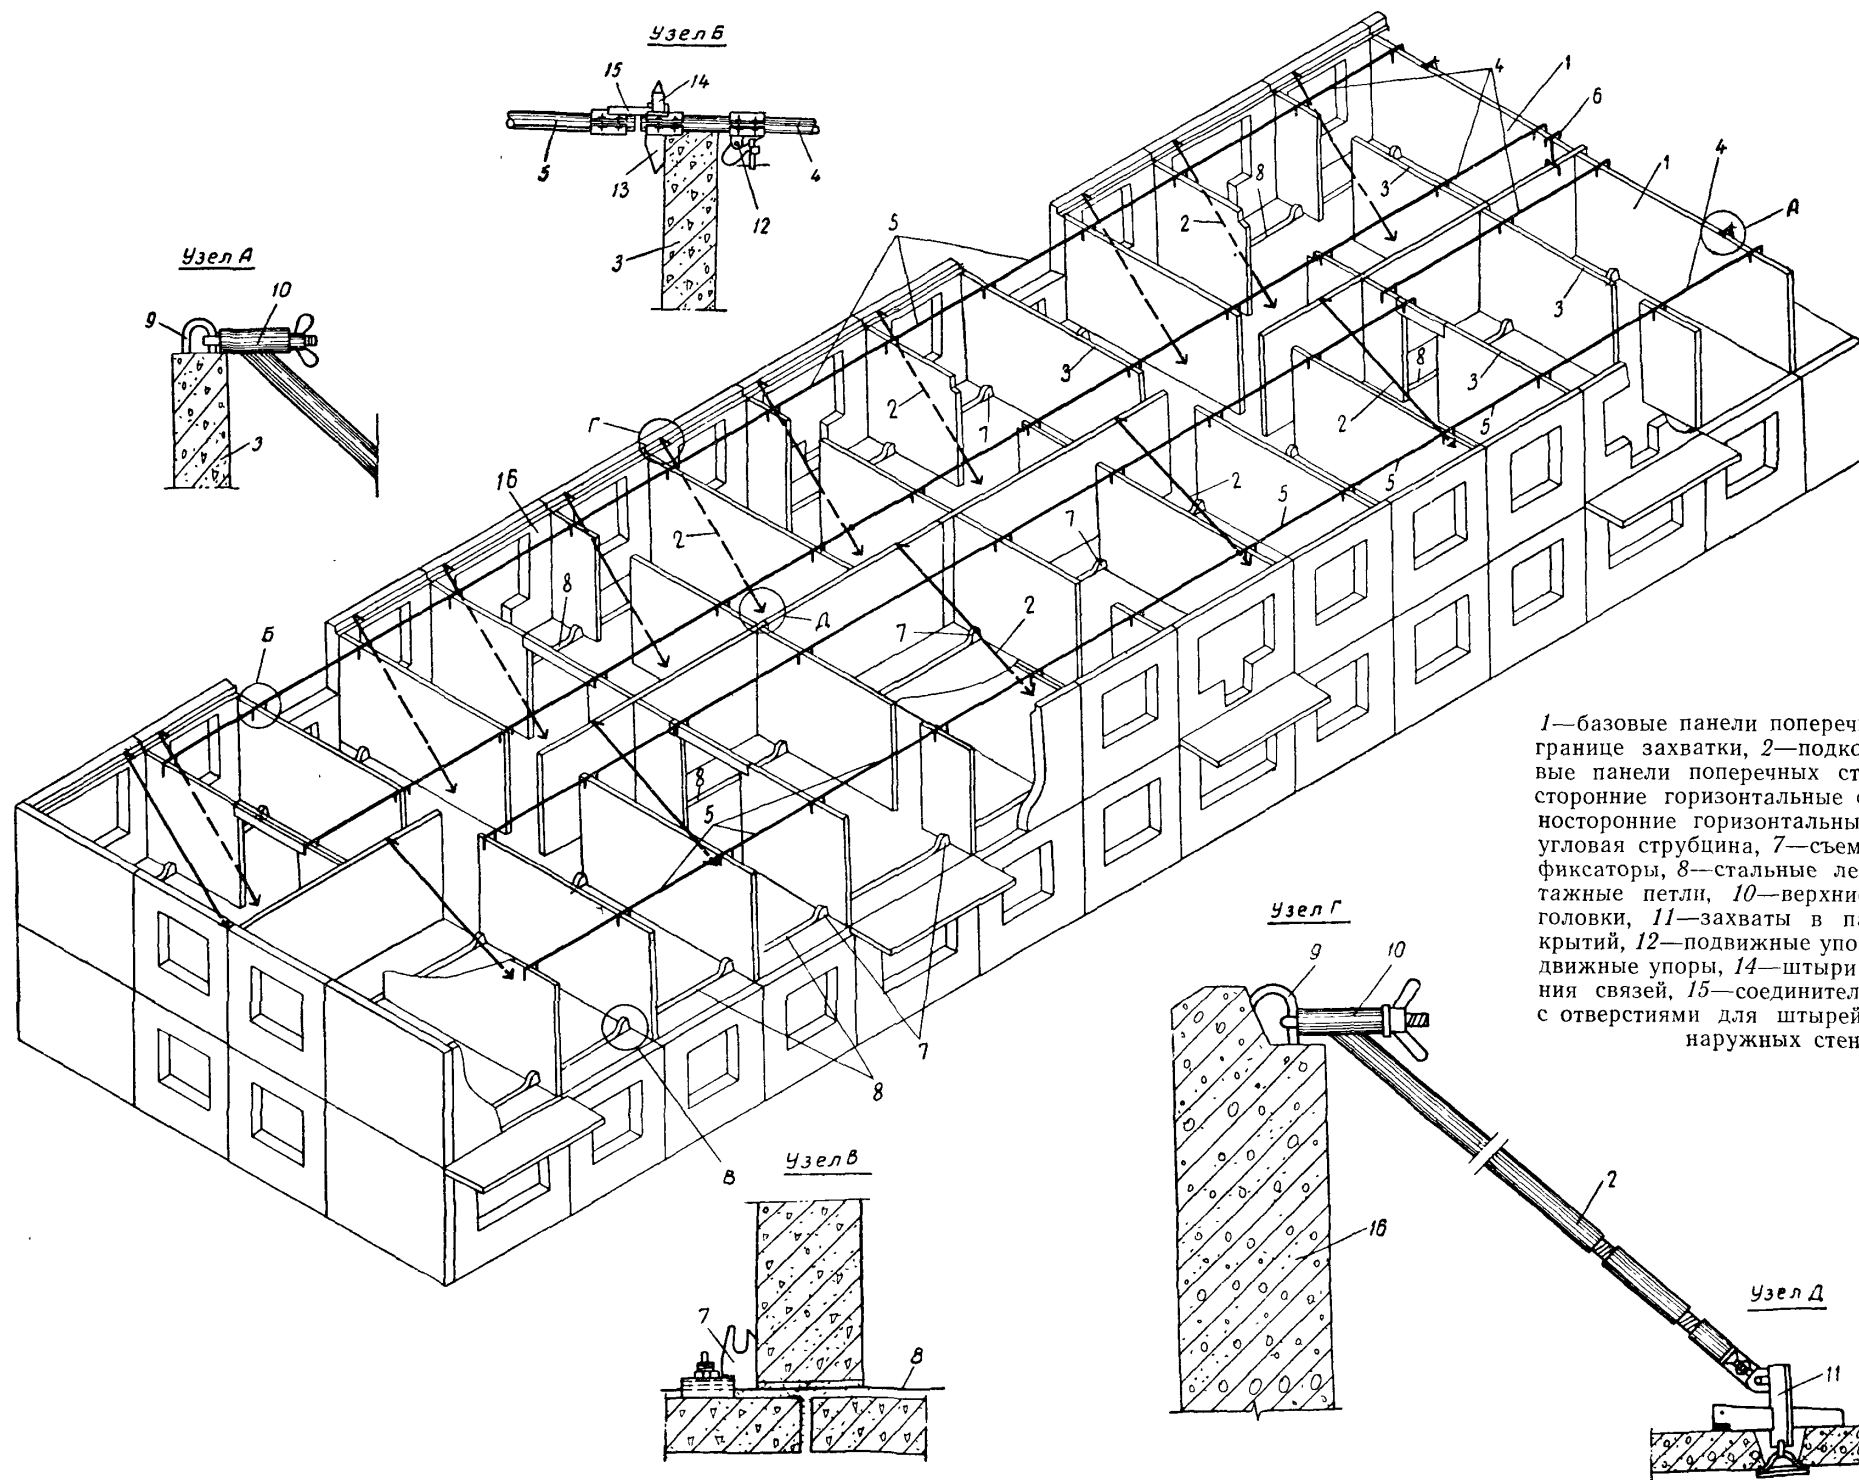 Узел Б
15
14
5
13
12
4
3
Узел А
9
10
3
4
1
6
4
1
А
3
3
8
2
5
3
2
8
3
2
5
5
7
Г
2
16
2
2
5
7
8
Д
7
2
Б
8
5
7
7
8
В
1—базовые панели попереч
границе захватки, 2—подко
вые панели поперечных ст
сторонние горизонтальные
носторонние горизонтальны
угловая струбцина, 7—съем
фиксаторы, 8—стальные ле
тажные петли, 10—верхни
головки, 11—захваты в п
крытий, 12—подвижные упо
движные упоры, 14—штыри
ния связей, 15—соединител
с отверстиями для штырей
наружных стен
Узел Г
9
10
2
16
Узел В
7
8
Узел Д
11